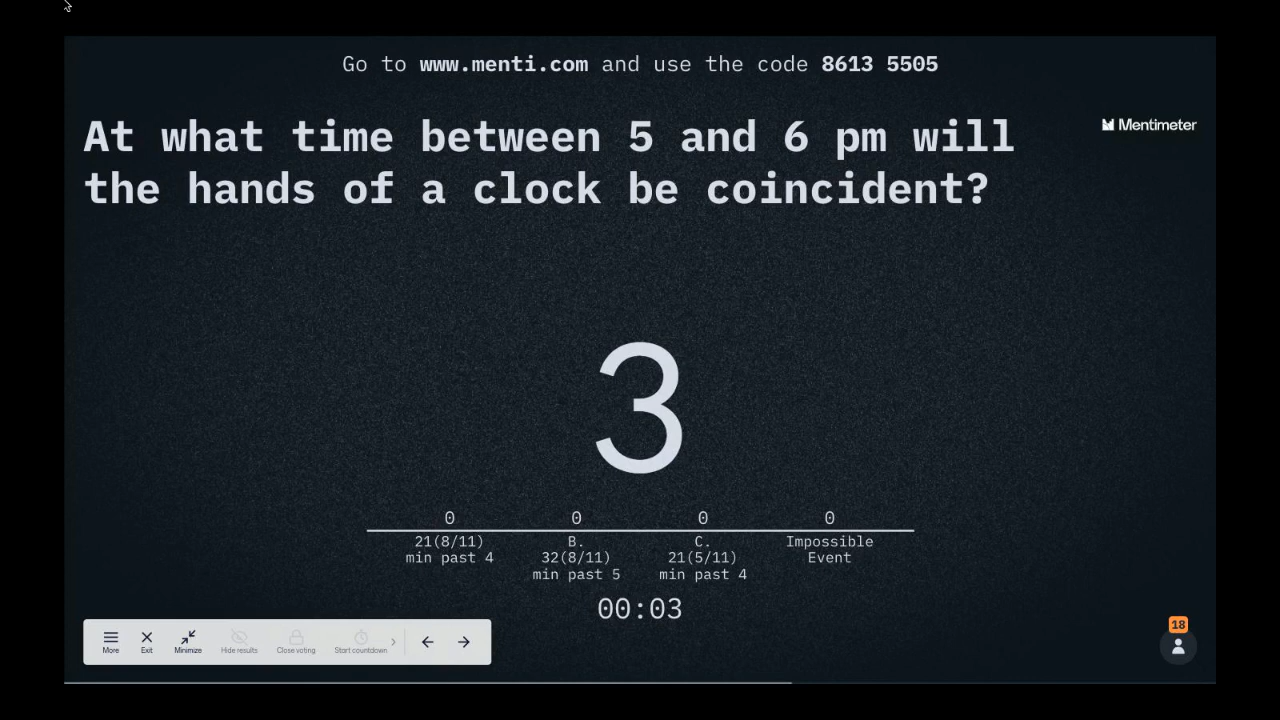 Go to www.menti.com and use the code 8613 5505
At what time between 5 and 6 pm will
the hands of a clock be coincident?
Mentimeter
3
0 0 0 0
21(8/11)
min past 4
B.
32(8/11)
min past 5
C.
21(5/11)
min past 4
Impossible
Event
00:03
18
More Exit Minimize Hide results Close voting Start countdown